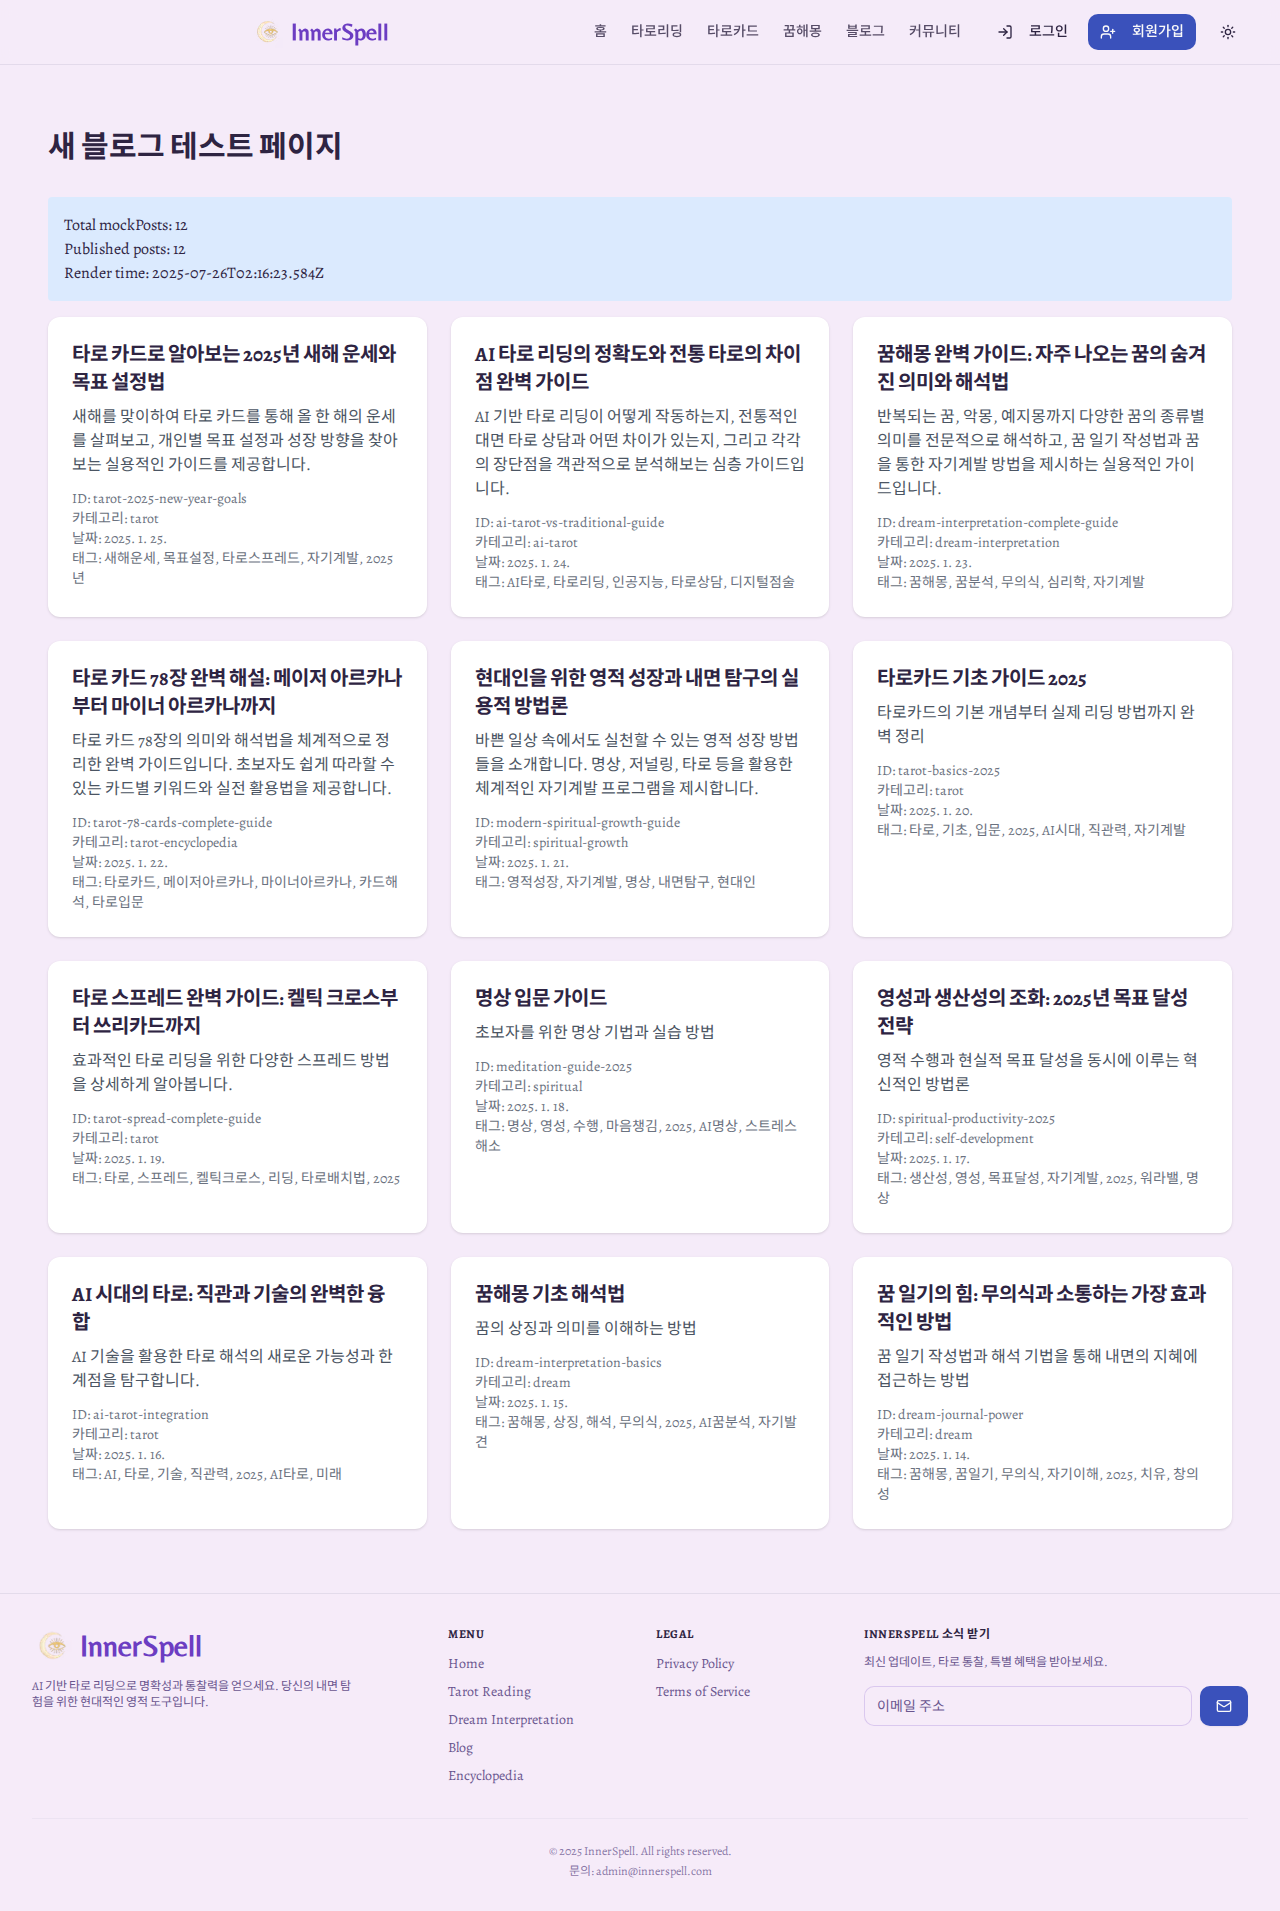 InnerSpell
홈 타로리딩 타로카드 꿈해몽 블로그 커뮤니티 로그인 회원가입
새 블로그 테스트 페이지
Total mockPosts: 12
Published posts: 12
Render time: 2025-07-26T02:16:23.584Z
타로 카드로 알아보는 2025년 새해 운세와
목표 설정법
새해를 맞이하여 타로 카드를 통해 올 한 해의 운세
를 살펴보고, 개인별 목표 설정과 성장 방향을 찾아
보는 실용적인 가이드를 제공합니다.
ID: tarot-2025-new-year-goals
카테고리: tarot
날짜: 2025. 1. 25.
태그: 새해운세, 목표설정, 타로스프레드, 자기계발, 2025
년
AI 타로 리딩의 정확도와 전통 타로의 차이
점 완벽 가이드
AI 기반 타로 리딩이 어떻게 작동하는지, 전통적인
대면 타로 상담과 어떤 차이가 있는지, 그리고 각각
의 장단점을 객관적으로 분석해보는 심층 가이드입
니다.
ID: ai-tarot-vs-traditional-guide
카테고리: ai-tarot
날짜: 2025. 1. 24.
태그: AI타로, 타로리딩, 인공지능, 타로상담, 디지털점술
꿈해몽 완벽 가이드: 자주 나오는 꿈의 숨겨
진 의미와 해석법
반복되는 꿈, 악몽, 예지몽까지 다양한 꿈의 종류별
의미를 전문적으로 해석하고, 꿈 일기 작성법과 꿈
을 통한 자기계발 방법을 제시하는 실용적인 가이
드입니다.
ID: dream-interpretation-complete-guide
카테고리: dream-interpretation
날짜: 2025. 1. 23.
태그: 꿈해몽, 꿈분석, 무의식, 심리학, 자기계발
타로 카드 78장 완벽 해설: 메이저 아르카나
부터 마이너 아르카나까지
타로 카드 78장의 의미와 해석법을 체계적으로 정
리한 완벽 가이드입니다. 초보자도 쉽게 따라할 수
있는 카드별 키워드와 실전 활용법을 제공합니다.
ID: tarot-78-cards-complete-guide
카테고리: tarot-encyclopedia
날짜: 2025. 1. 22.
태그: 타로카드, 메이저아르카나, 마이너아르카나, 카드해
석, 타로입문
현대인을 위한 영적 성장과 내면 탐구의 실
용적 방법론
바쁜 일상 속에서도 실천할 수 있는 영적 성장 방법
들을 소개합니다. 명상, 저널링, 타로 등을 활용한
체계적인 자기계발 프로그램을 제시합니다.
ID: modern-spiritual-growth-guide
카테고리: spiritual-growth
날짜: 2025. 1. 21.
태그: 영적성장, 자기계발, 명상, 내면탐구, 현대인
타로카드 기초 가이드 2025
타로카드의 기본 개념부터 실제 리딩 방법까지 완
벽 정리
ID: tarot-basics-2025
카테고리: tarot
날짜: 2025. 1. 20.
태그: 타로, 기초, 입문, 2025, AI시대, 직관력, 자기계발
타로 스프레드 완벽 가이드: 켈틱 크로스부
터 쓰리카드까지
효과적인 타로 리딩을 위한 다양한 스프레드 방법
을 상세하게 알아봅니다.
ID: tarot-spread-complete-guide
카테고리: tarot
날짜: 2025. 1. 19.
태그: 타로, 스프레드, 켈틱크로스, 리딩, 타로배치법, 2025
명상 입문 가이드
초보자를 위한 명상 기법과 실습 방법
ID: meditation-guide-2025
카테고리: spiritual
날짜: 2025. 1. 18.
태그: 명상, 영성, 수행, 마음챙김, 2025, AI명상, 스트레스
해소
영성과 생산성의 조화: 2025년 목표 달성
전략
영적 수행과 현실적 목표 달성을 동시에 이루는 혁
신적인 방법론
ID: spiritual-productivity-2025
카테고리: self-development
날짜: 2025. 1. 17.
태그: 생산성, 영성, 목표달성, 자기계발, 2025, 워라밸, 명
상
AI 시대의 타로: 직관과 기술의 완벽한 융
합
AI 기술을 활용한 타로 해석의 새로운 가능성과 한
계점을 탐구합니다.
ID: ai-tarot-integration
카테고리: tarot
날짜: 2025. 1. 16.
태그: AI, 타로, 기술, 직관력, 2025, AI타로, 미래
꿈해몽 기초 해석법
꿈의 상징과 의미를 이해하는 방법
ID: dream-interpretation-basics
카테고리: dream
날짜: 2025. 1. 15.
태그: 꿈해몽, 상징, 해석, 무의식, 2025, AI꿈분석, 자기발
견
꿈 일기의 힘: 무의식과 소통하는 가장 효과
적인 방법
꿈 일기 작성법과 해석 기법을 통해 내면의 지혜에
접근하는 방법
ID: dream-journal-power
카테고리: dream
날짜: 2025. 1. 14.
태그: 꿈해몽, 꿈일기, 무의식, 자기이해, 2025, 치유, 창의
성
InnerSpell
AI 기반 타로 리딩으로 명확성과 통찰력을 얻으세요. 당신의 내면 탐
험을 위한 현대적인 영적 도구입니다.
MENU
Home
Tarot Reading
Dream Interpretation
Blog
Encyclopedia
LEGAL
Privacy Policy
Terms of Service
INNERSPELL 소식 받기
최신 업데이트, 타로 통찰, 특별 혜택을 받아보세요.
이메일 주소
© 2025 InnerSpell. All rights reserved.
문의: admin@innerspell.com